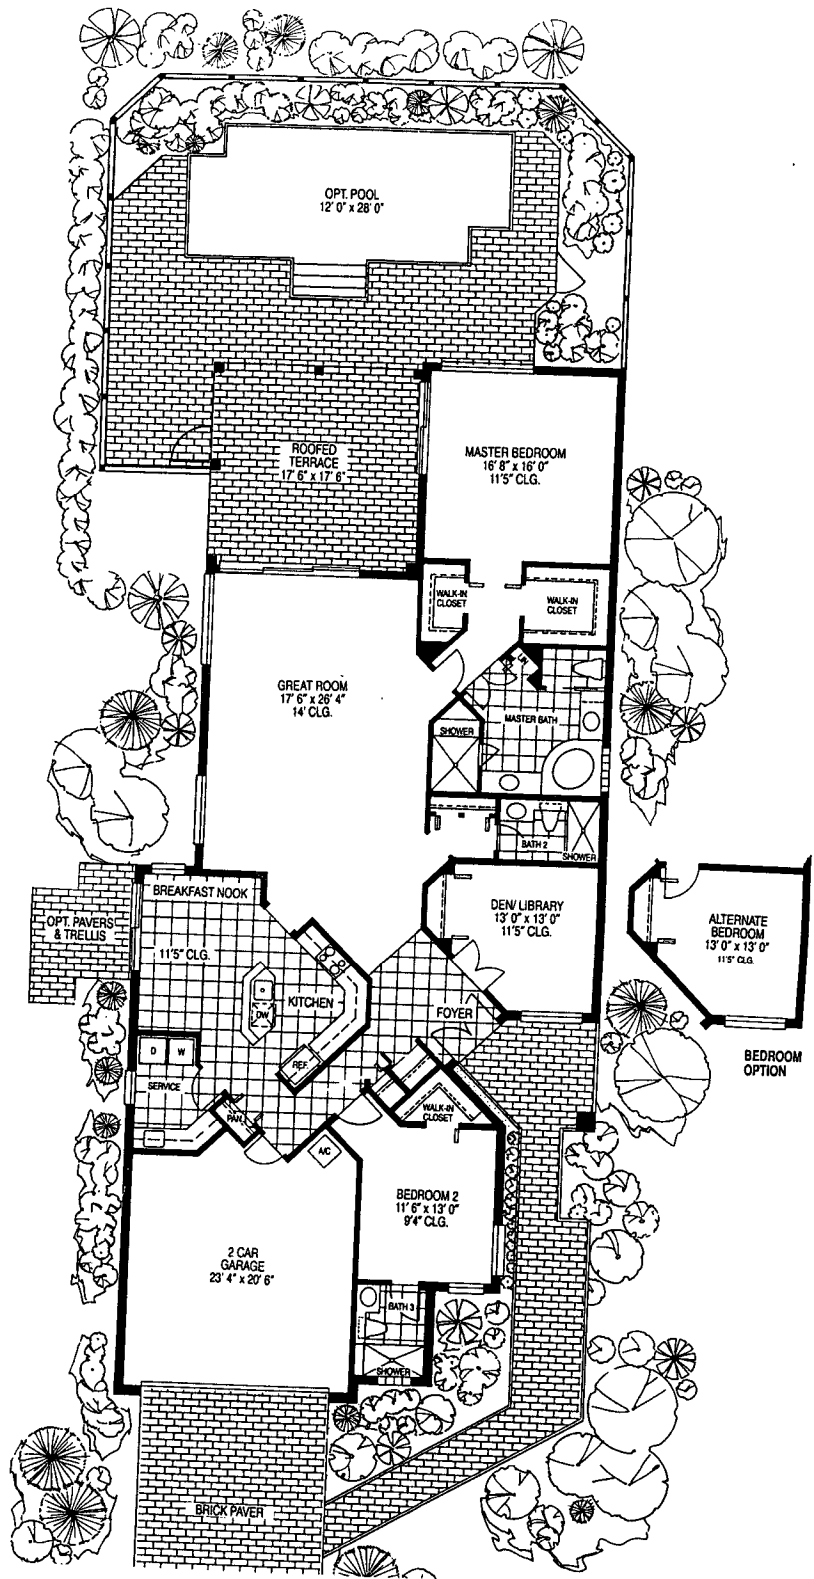 OPT. POOL
12' 0" x 28' 0"
ROOFED
TERRACE
17' 6" x 17' 6"
MASTER BEDROOM
16' 8" x 16' 0"
11'5" CLG.
WALK-IN
CLOSET
WALK-IN
CLOSET
LIN
GREAT ROOM
17' 6" x 26' 4"
14' CLG.
MASTER BATH
SHOWER
BATH 2
SHOWER
BREAKFAST NOOK
11'5" CLG.
OPT. PAVERS
& TRELLIS
DEN/ LIBRARY
13' 0" x 13' 0"
11'5" CLG.
ALTERNATE
BEDROOM
13' 0" x 13' 0"
11'5" CLG.
KITCHEN
DW
FOYER
REF.
D
W
SERVICE
BEDROOM
OPTION
PAN.
WALK-IN
CLOSET
A/C
BEDROOM 2
11' 6" x 13' 0"
9'4" CLG.
2 CAR
GARAGE
23' 4" x 20' 6"
BATH 3
SHOWER
BRICK PAVER